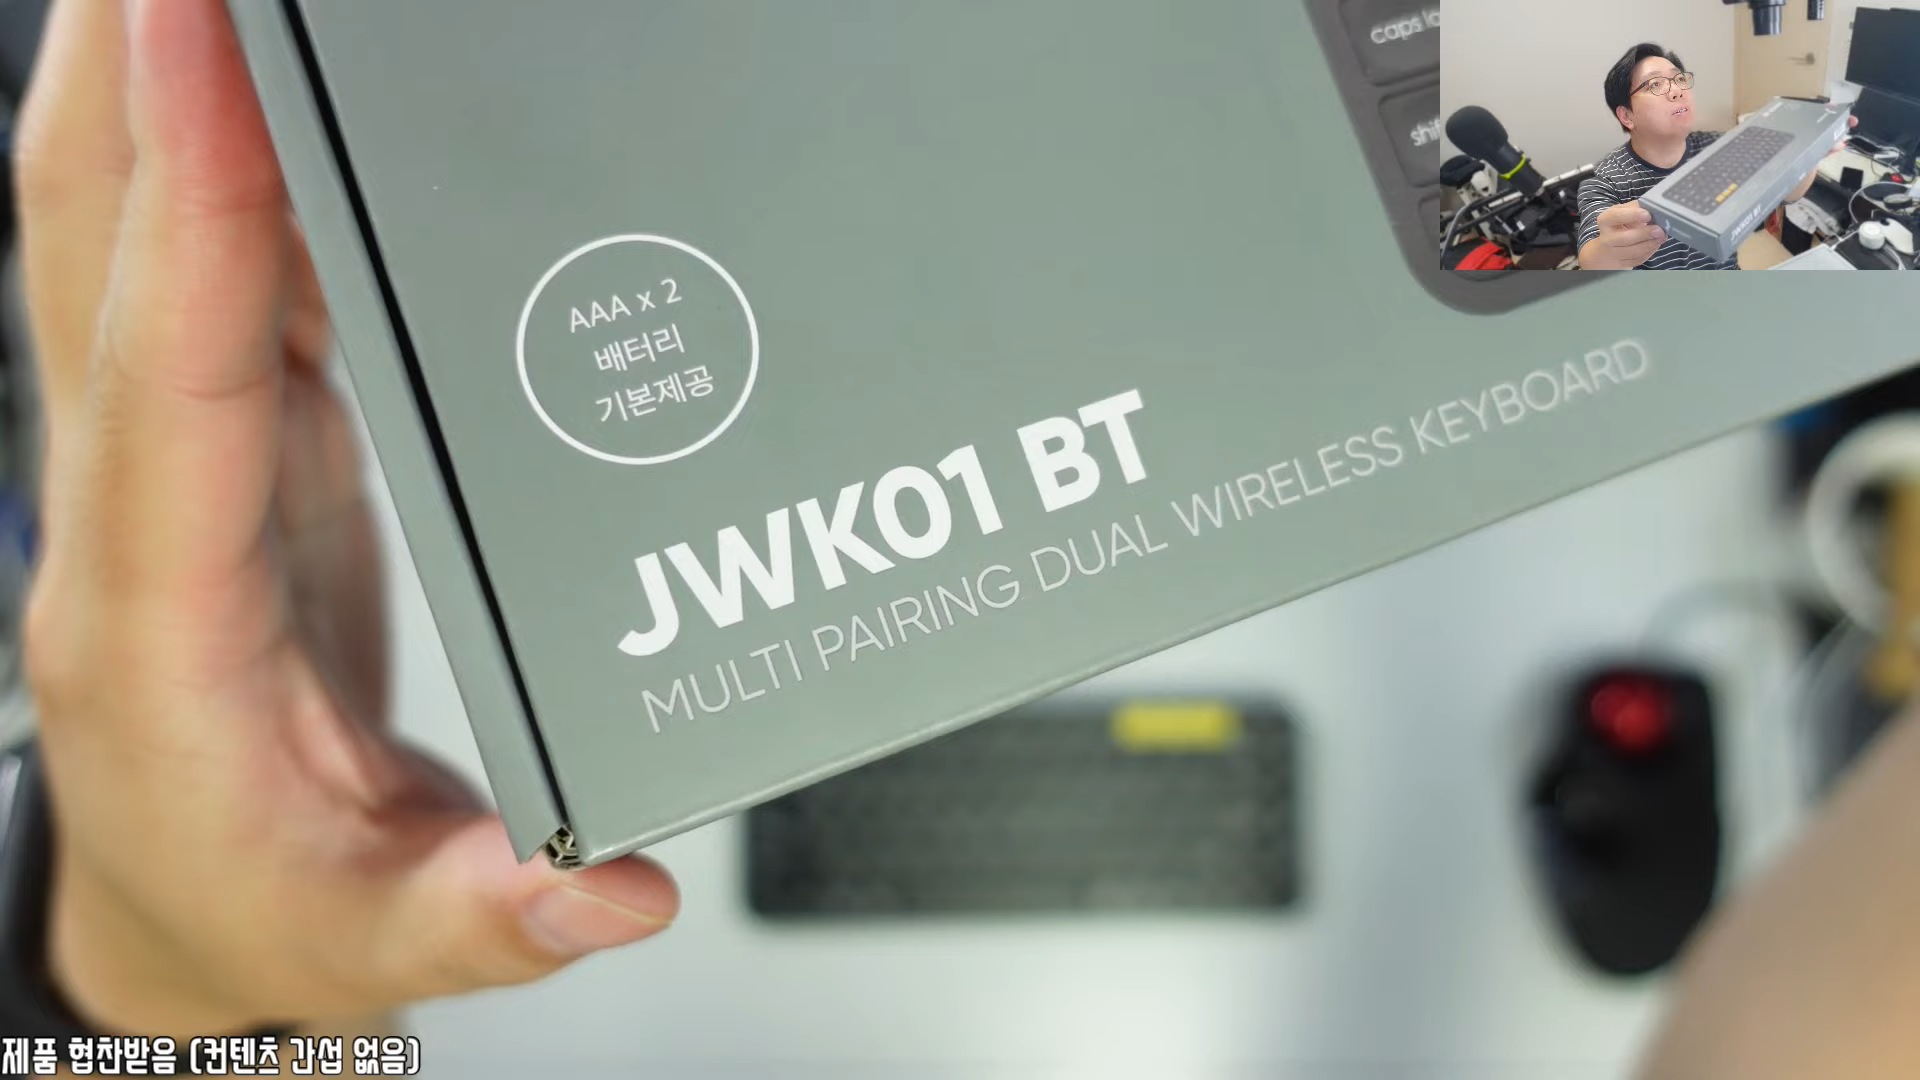 AAA x 2
배터리
기본제공
JWK01 BT
MULTI PAIRING DUAL WIRELESS KEYBOARD
제품 협찬받음 (컨텐츠 간섭 없음)